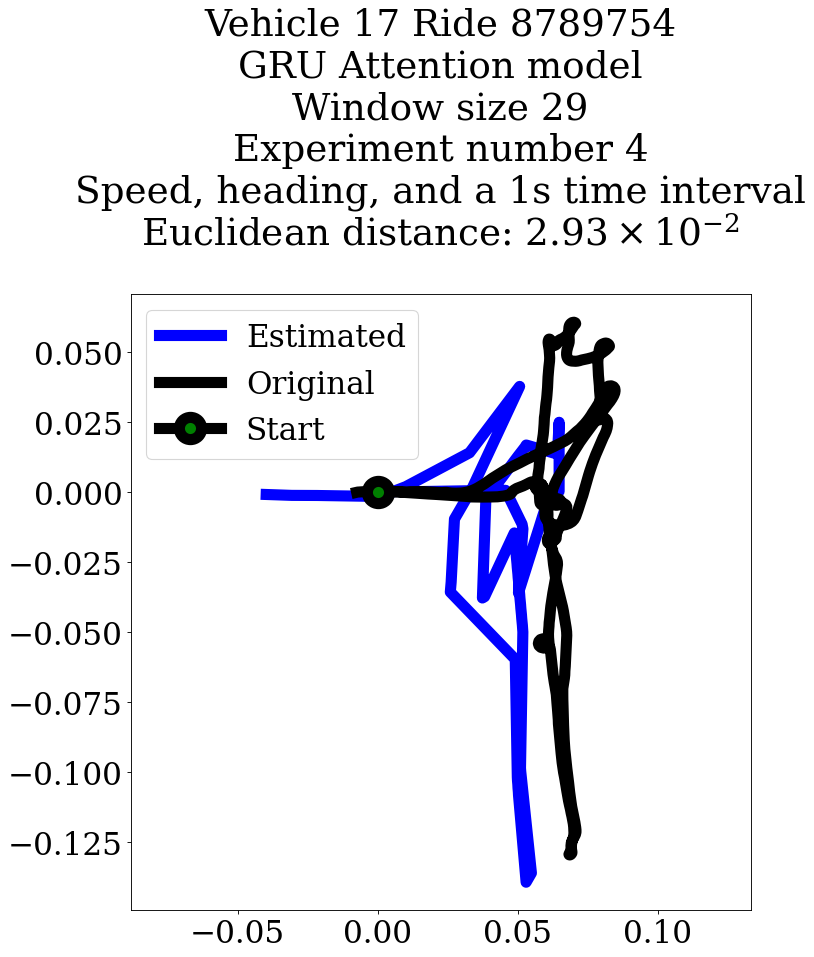 Vehicle 17 Ride 8789754
GRU Attention model
Window size 29
Experiment number 4
Speed, heading, and a 1s time interval
Euclidean distance: 2.93 × 10⁻²
Estimated
Original
Start
0.050
0.025
0.000
−0.025
−0.050
−0.075
−0.100
−0.125
−0.05 0.00 0.05 0.10